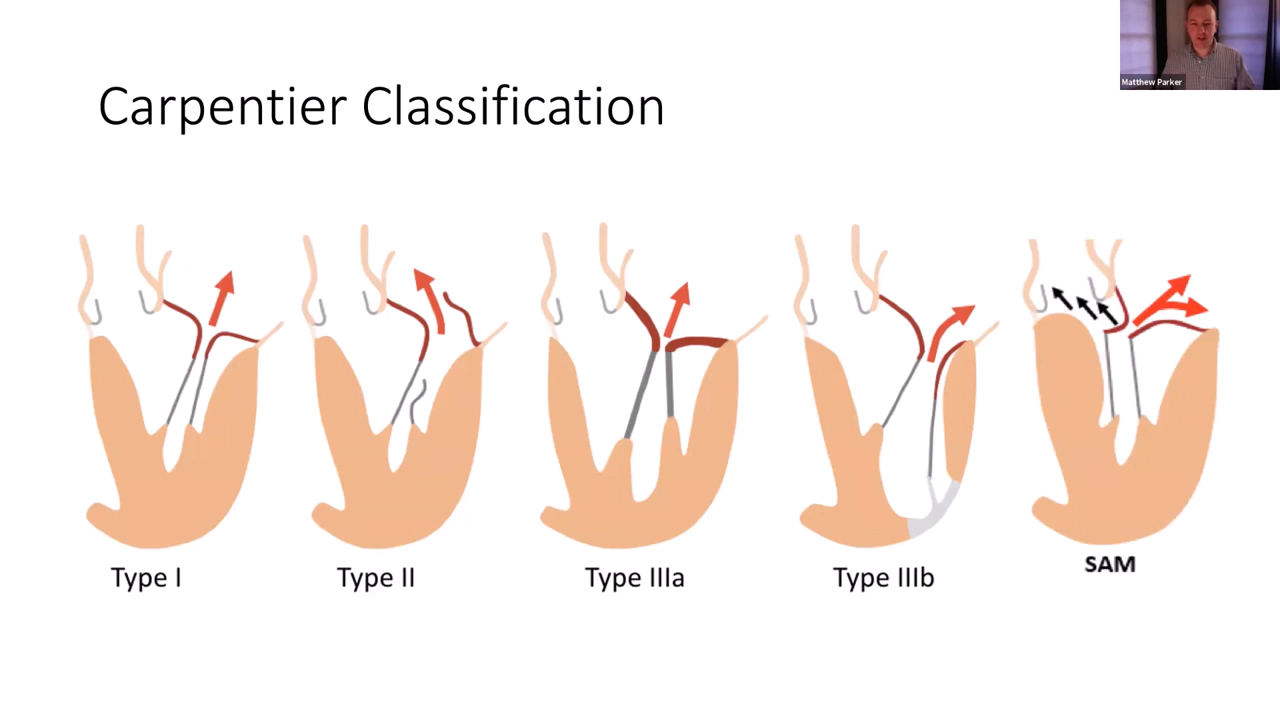 Matthew Parker
Carpentier Classification
Type I
Type II
Type IIIa
Type IIIb
SAM